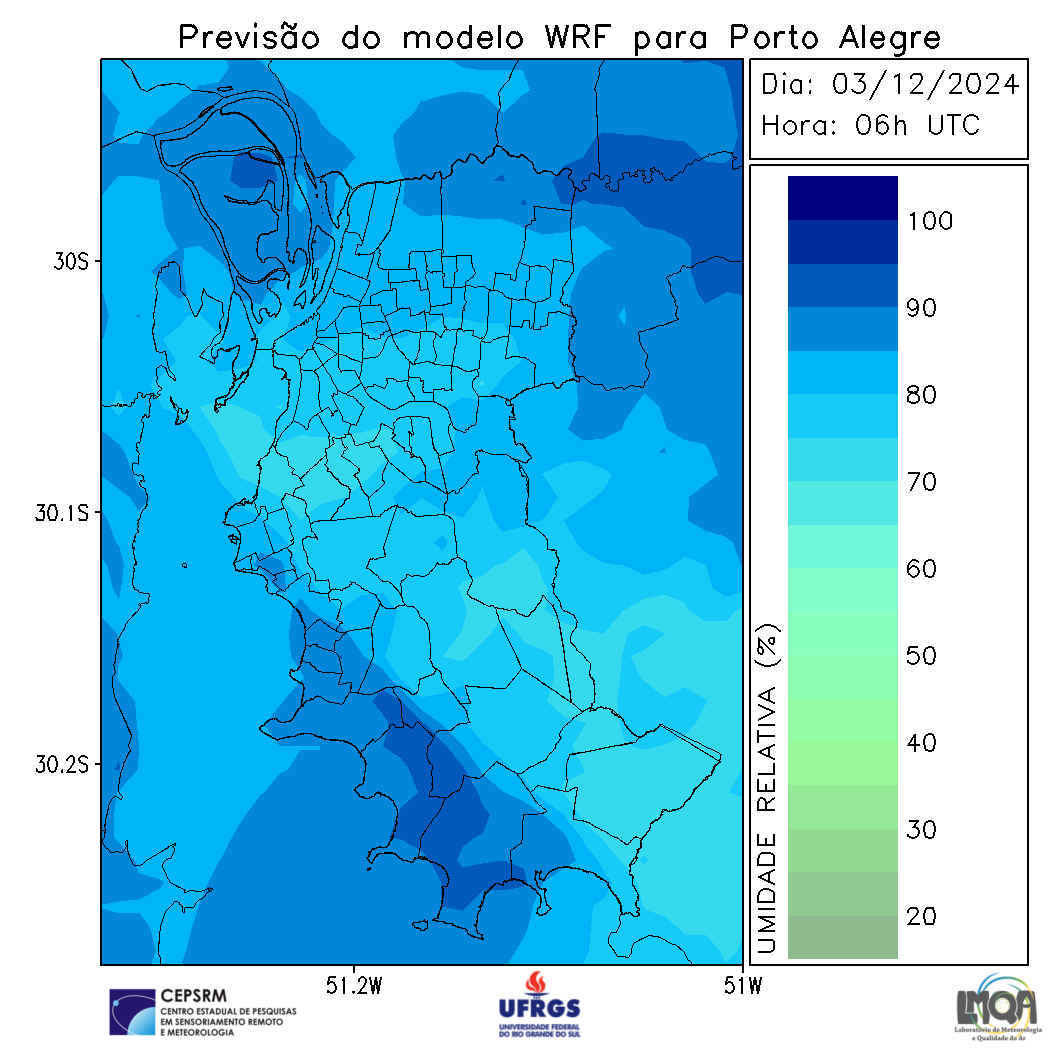 Previsão do modelo WRF para Porto Alegre
Dia: 03/12/2024
Hora: 06h UTC
30S
30.1S
30.2S
51.2W
51W
100
90
80
70
60
50
40
30
20
UMIDADE RELATIVA (%)
CEPSRM
CENTRO ESTADUAL DE PESQUISAS
EM SENSORIAMENTO REMOTO
E METEOROLOGIA
UFRGS
UNIVERSIDADE FEDERAL
DO RIO GRANDE DO SUL
LMQA
Laboratório de Meteorologia
e Qualidade do Ar